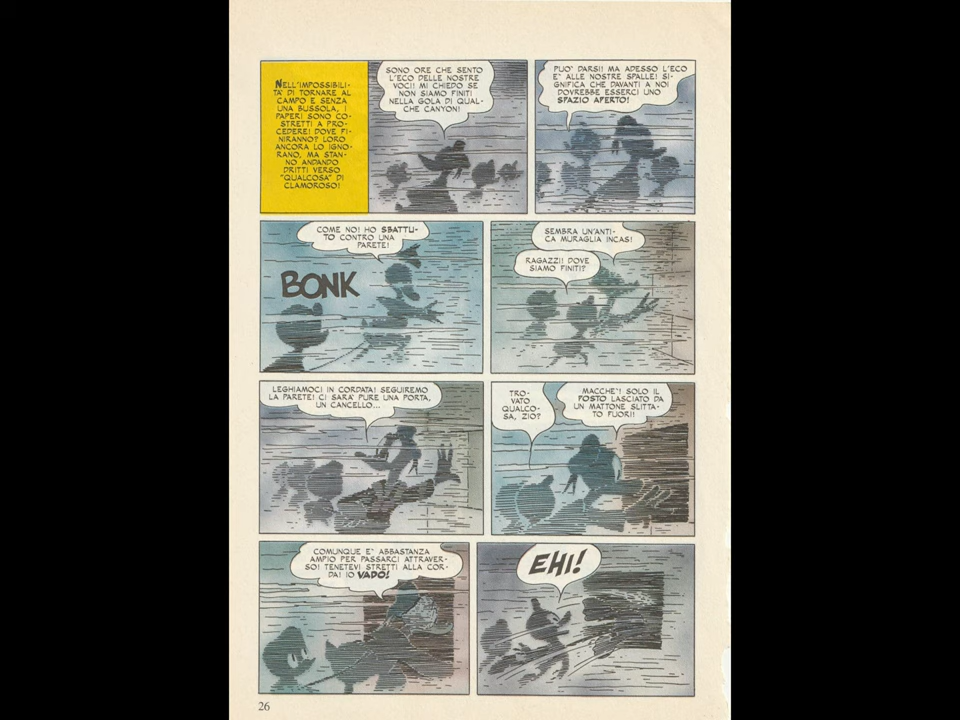 NELL'IMPOSSIBILI-
TA' DI TORNARE AL
CAMPO E SENZA
UNA BUSSOLA, I
PAPERI SONO CO-
STRETTI A PRO-
CEDERE! DOVE FI-
NIRANNO? LORO
ANCORA LO IGNO-
RANO, MA STAN-
NO ANDANDO
DRITTI VERSO
"QUALCOSA" DI
CLAMOROSO!
SONO ORE CHE SENTO
L'ECO DELLE NOSTRE
VOCI! MI CHIEDO SE
NON SIAMO FINITI
NELLA GOLA DI QUAL-
CHE CANYON!
PUO' DARSI! MA ADESSO L'ECO
E' ALLE NOSTRE SPALLE! SI-
GNIFICA CHE DAVANTI A NOI
DOVREBBE ESSERCI UNO
SPAZIO APERTO!
COME NO! HO SBATTU-
TO CONTRO UNA
PARETE!
BONK
SEMBRA UN'ANTI-
CA MURAGLIA INCAS!
RAGAZZI! DOVE
SIAMO FINITI?
LEGHIAMOCI IN CORDATA! SEGUIREMO
LA PARETE! CI SARA' PURE UNA PORTA,
UN CANCELLO...
TRO-
VATO
QUALCO-
SA, ZIO?
MACCHE'! SOLO IL
POSTO LASCIATO DA
UN MATTONE SLITTA-
TO FUORI!
COMUNQUE E' ABBASTANZA
AMPIO PER PASSARCI ATTRAVER-
SO! TENETEVI STRETTI ALLA COR-
DA! IO VADO!
EHI!
26